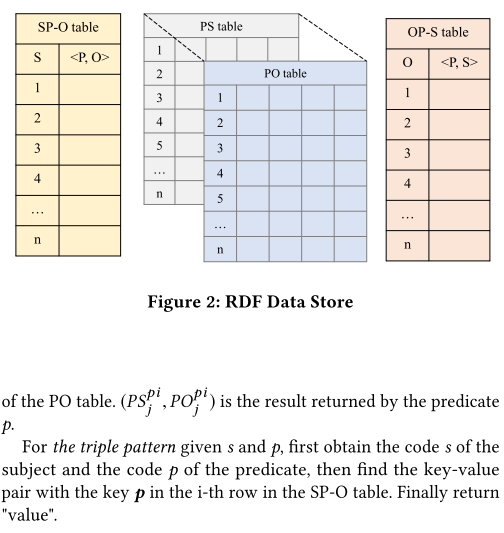 SP-O table
S <P, O>
1
2
3
4
…
n
PS table
1
2
3
4
5
…
n
PO table
1
2
3
4
5
…
n
OP-S table
O <P, S>
1
2
3
4
…
n
Figure 2: RDF Data Store
of the PO table. (PS_j^{pi}, PO_j^{pi}) is the result returned by the predicate
p.
For the triple pattern given s and p, first obtain the code s of the
subject and the code p of the predicate, then find the key-value
pair with the key p in the i-th row in the SP-O table. Finally return
"value".